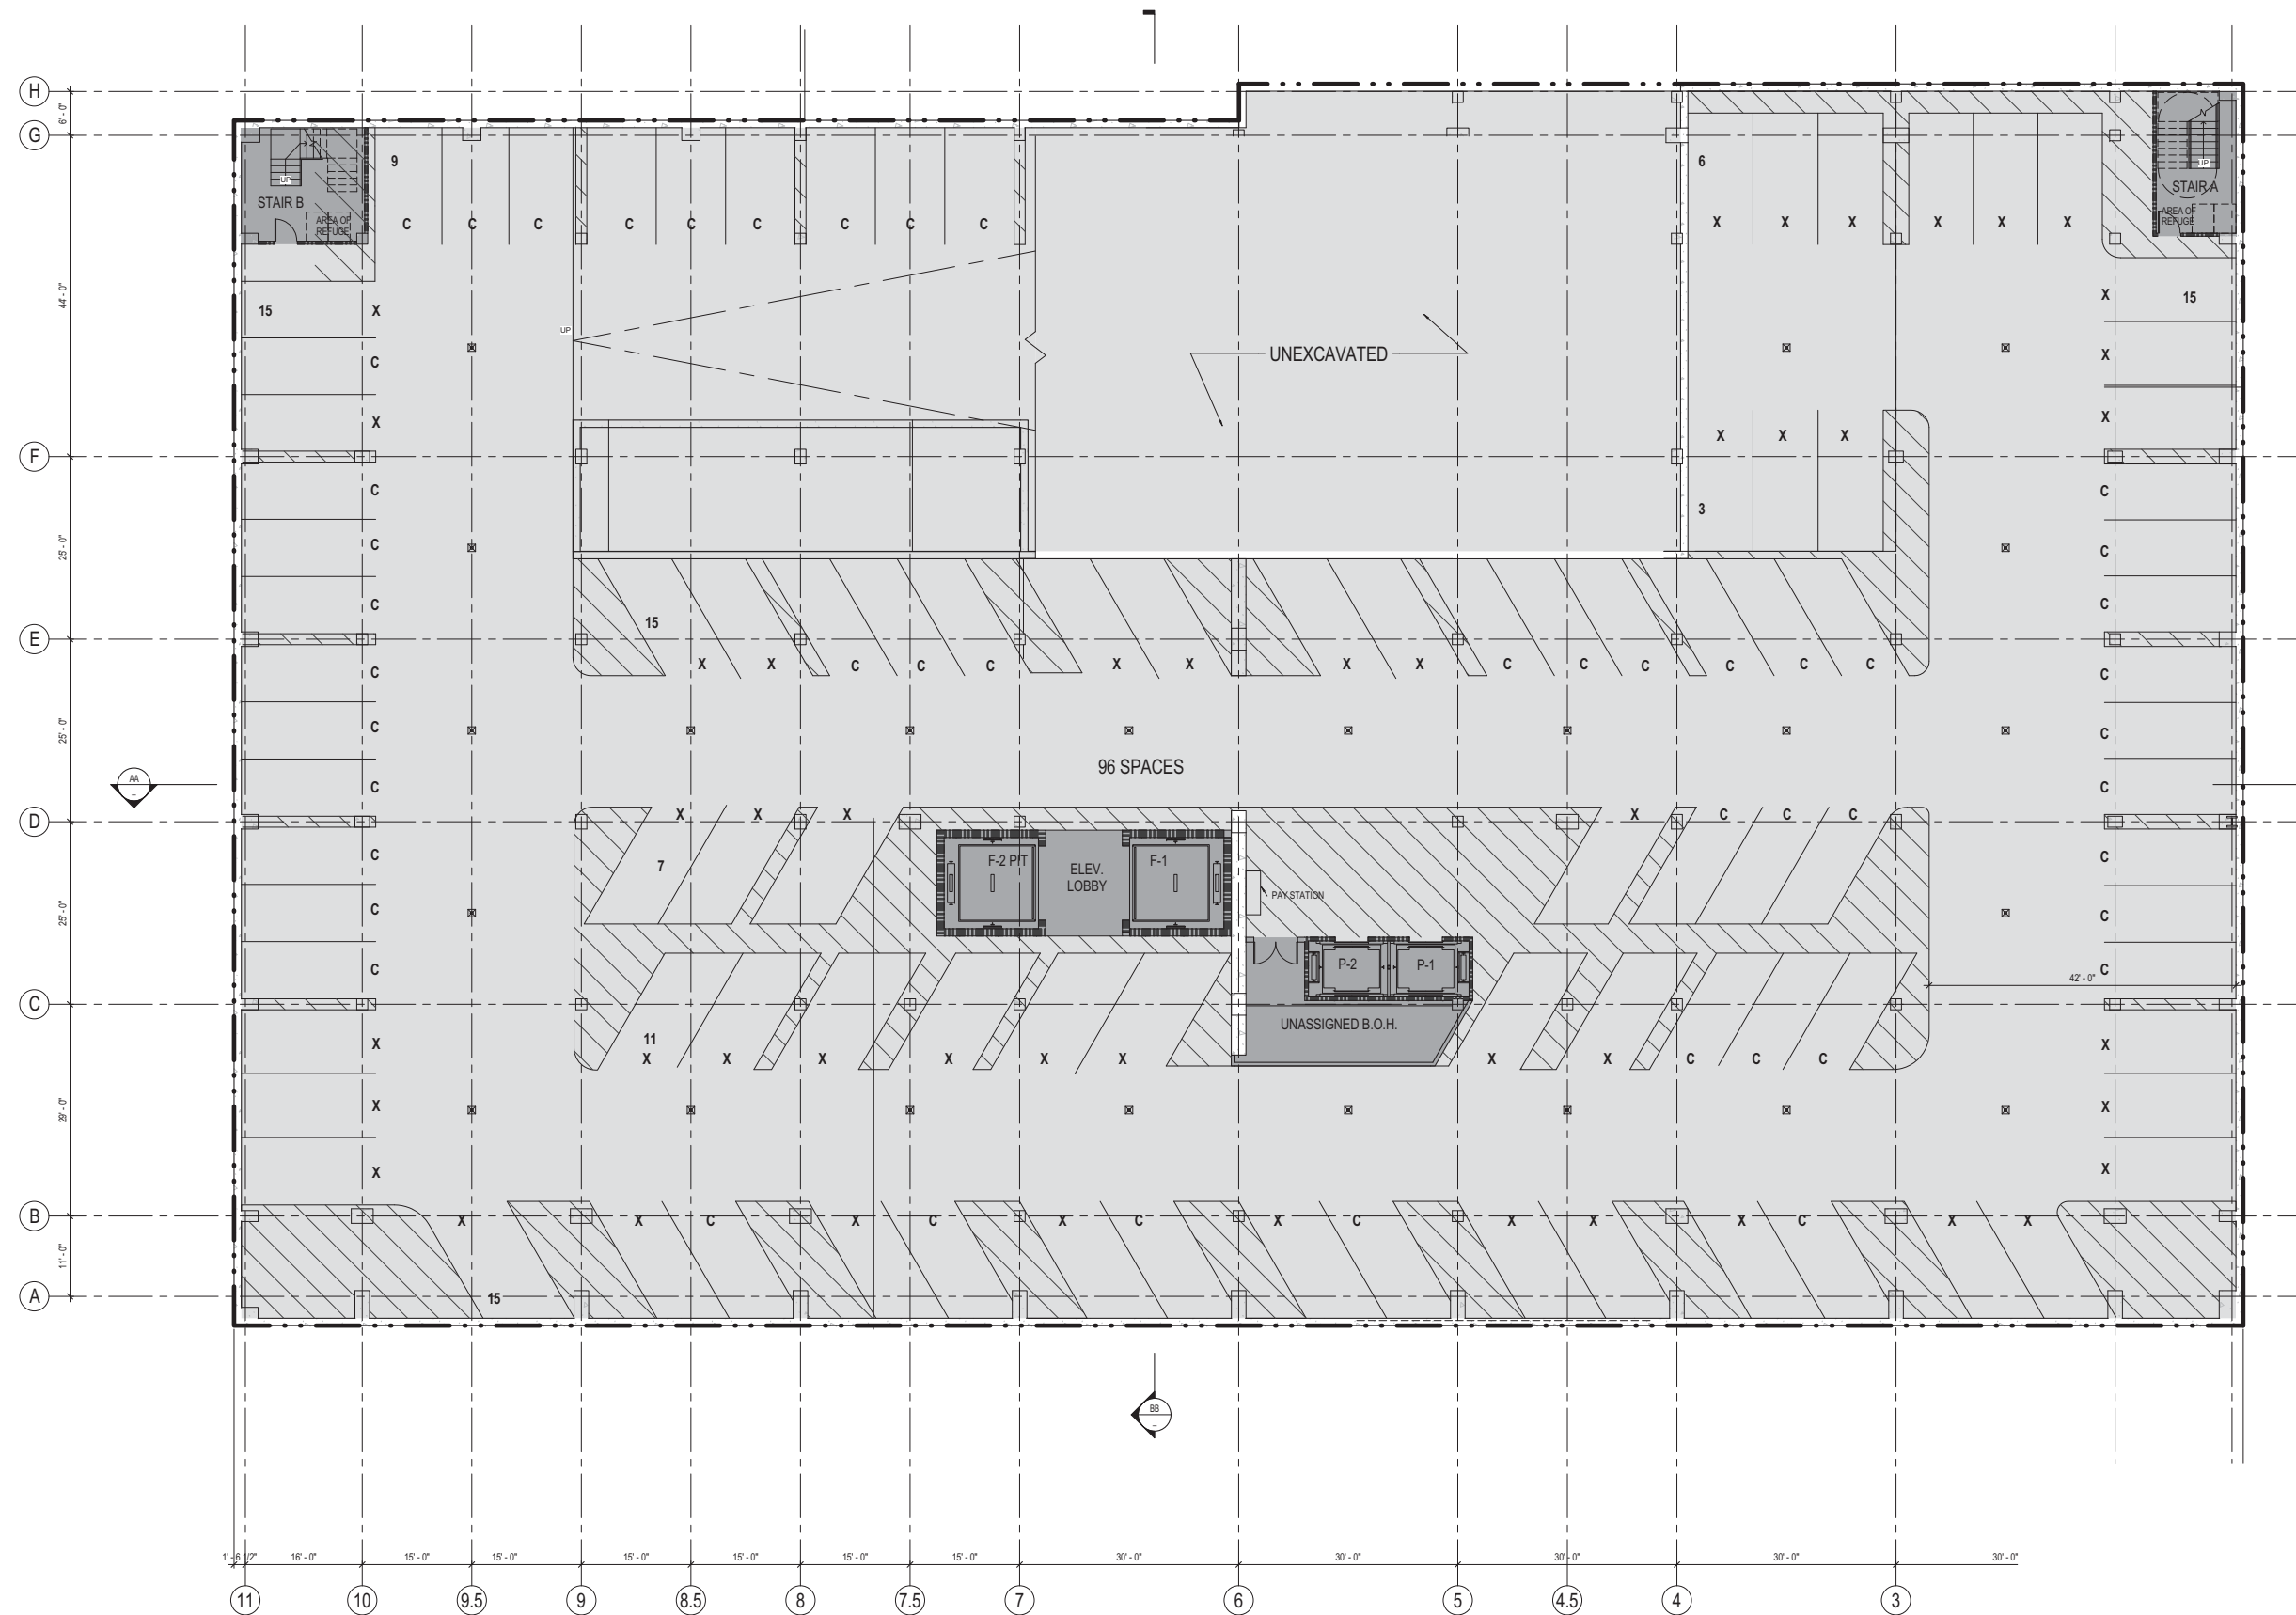 H
G
6' - 0"
9
6
STAIR B
UP
AREA OF
REFUGE
C C C C C C C C C
X X X X X X
STAIR A
UP
AREA OF
REFUGE
44' - 0"
15
X
X
15
UP
UNEXCAVATED
C
X
X
X
X X X
F
C
C
3
25' - 0"
C
C
C
15
C
E
X X C C C X X X X C C C C C C
C
C
25' - 0"
C
C
96 SPACES
AA
–
C
C
D
X X X
X C C C
C
C
7
F-2 PIT
ELEV.
LOBBY
F-1
PAY STATION
25' - 0"
C
C
P-2
P-1
C
C
42' - 0"
C
UNASSIGNED B.O.H.
11
X
X
X X X X X X
X X C C C
29' - 0"
X
X
X
X
B
X X C X C X C X C X X X C X X
11' - 0"
A
15
BB
–
1' - 6 1/2"
16' - 0"
15' - 0"
15' - 0"
15' - 0"
15' - 0"
15' - 0"
15' - 0"
30' - 0"
30' - 0"
30' - 0"
30' - 0"
30' - 0"
11
10
9.5
9
8.5
8
7.5
7
6
5
4.5
4
3